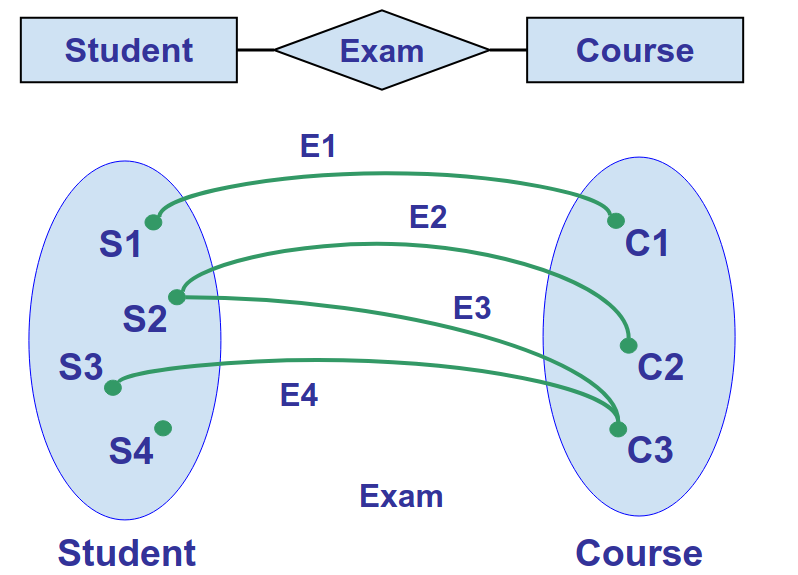 Student Exam Course
E1
E2
S1 C1
E3
S2
S3 C2
E4
S4 C3
Exam
Student Course